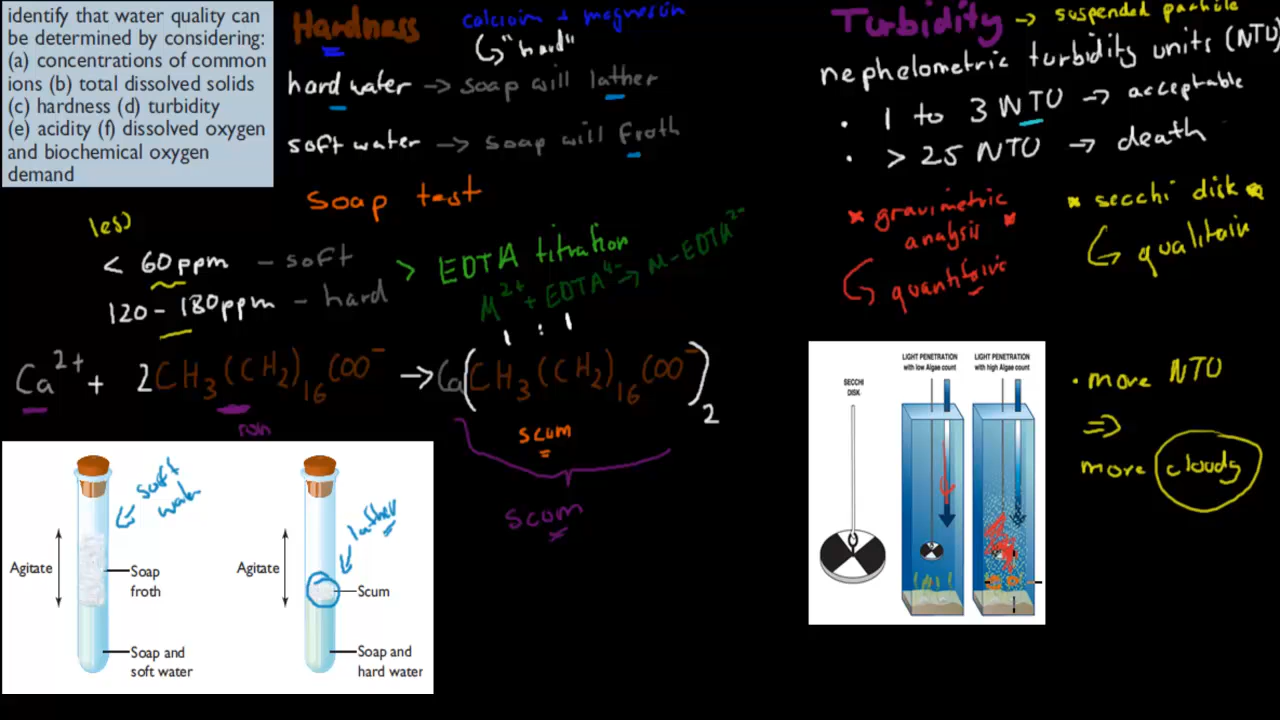 identify that water quality can
be determined by considering:
(a) concentrations of common
ions (b) total dissolved solids
(c) hardness (d) turbidity
(e) acidity (f) dissolved oxygen
and biochemical oxygen
demand
Hardness
calcium + magnesium
"hard"
hard water → soap will lather
soft water → soap will froth
Soap test
less
< 60ppm - soft
120 - 180ppm - hard
> EDTA titration
M²⁺ + EDTA⁴⁻ → M-EDTA²⁻
1 : 1
Ca²⁺ + 2CH₃(CH₂)₁₆COO⁻ → Ca(CH₃(CH₂)₁₆COO⁻)₂
scum
scum
soft
water
lather
Agitate
Soap
froth
Soap and
soft water
Agitate
Scum
Soap and
hard water
Turbidity → suspended particle
nephelometric turbidity units (NTU)
• 1 to 3 NTU → acceptable
• > 25 NTU → death
* gravimetric
analysis *
quantitative
* secchi disk *
SECCHI
DISK
LIGHT PENETRATION
with low Algae count
LIGHT PENETRATION
with high Algae count
• more NTU
⇒
more cloudy